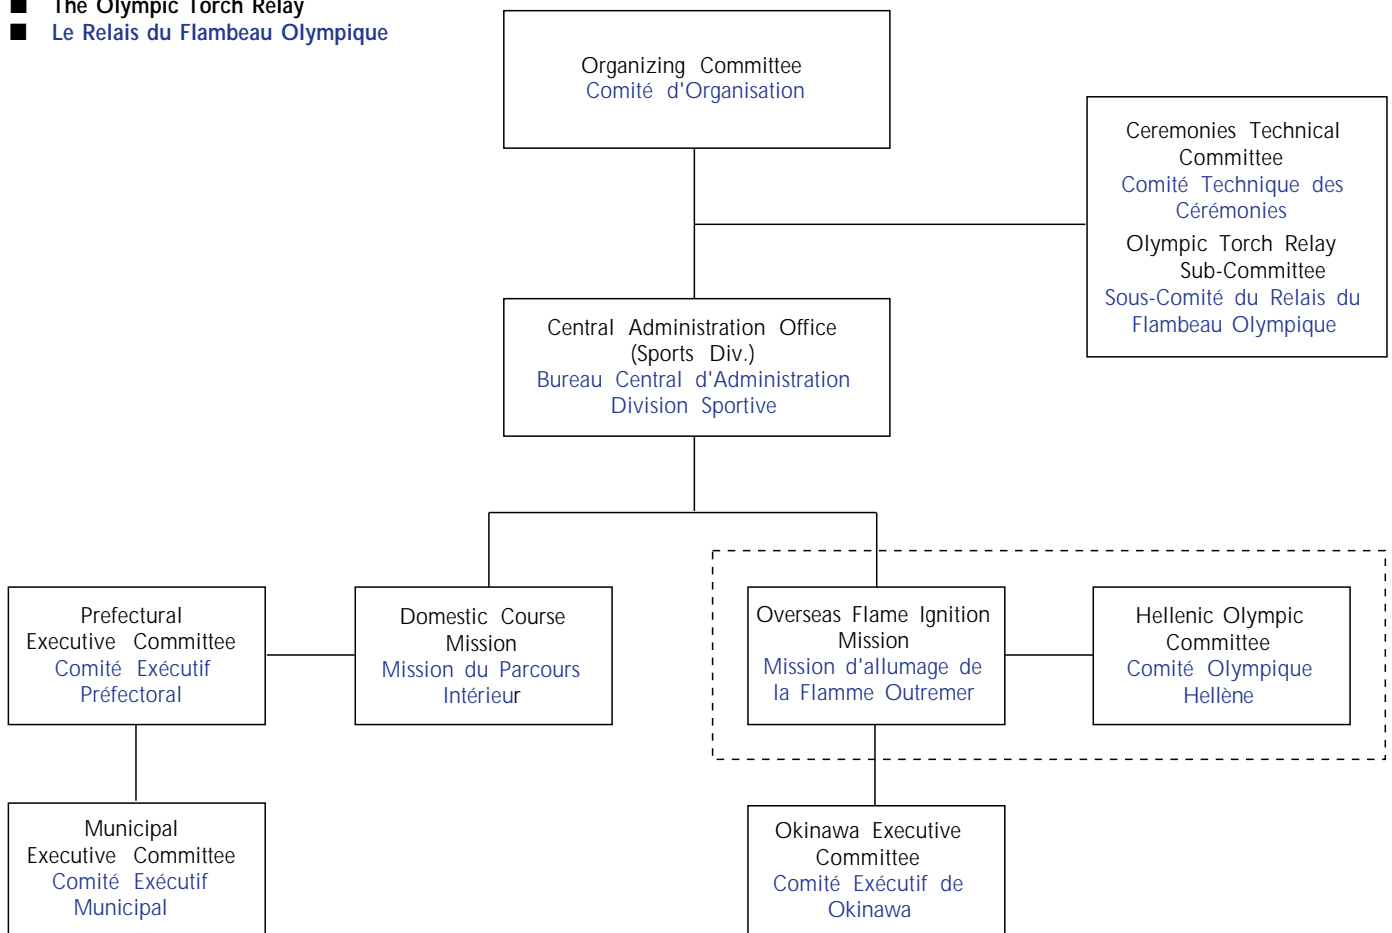 ■ The Olympic Torch Relay
■ Le Relais du Flambeau Olympique
Organizing Committee
Comité d'Organisation
Ceremonies Technical
Committee
Comité Technique des
Cérémonies
Olympic Torch Relay
Sub-Committee
Sous-Comité du Relais du
Flambeau Olympique
Central Administration Office
(Sports Div.)
Bureau Central d'Administration
Division Sportive
Prefectural
Executive Committee
Comité Exécutif
Préfectoral
Domestic Course
Mission
Mission du Parcours
Intérieur
Overseas Flame Ignition
Mission
Mission d'allumage de
la Flamme Outremer
Hellenic Olympic
Committee
Comité Olympique
Hellène
Municipal
Executive Committee
Comité Exécutif
Municipal
Okinawa Executive
Committee
Comité Exécutif de
Okinawa